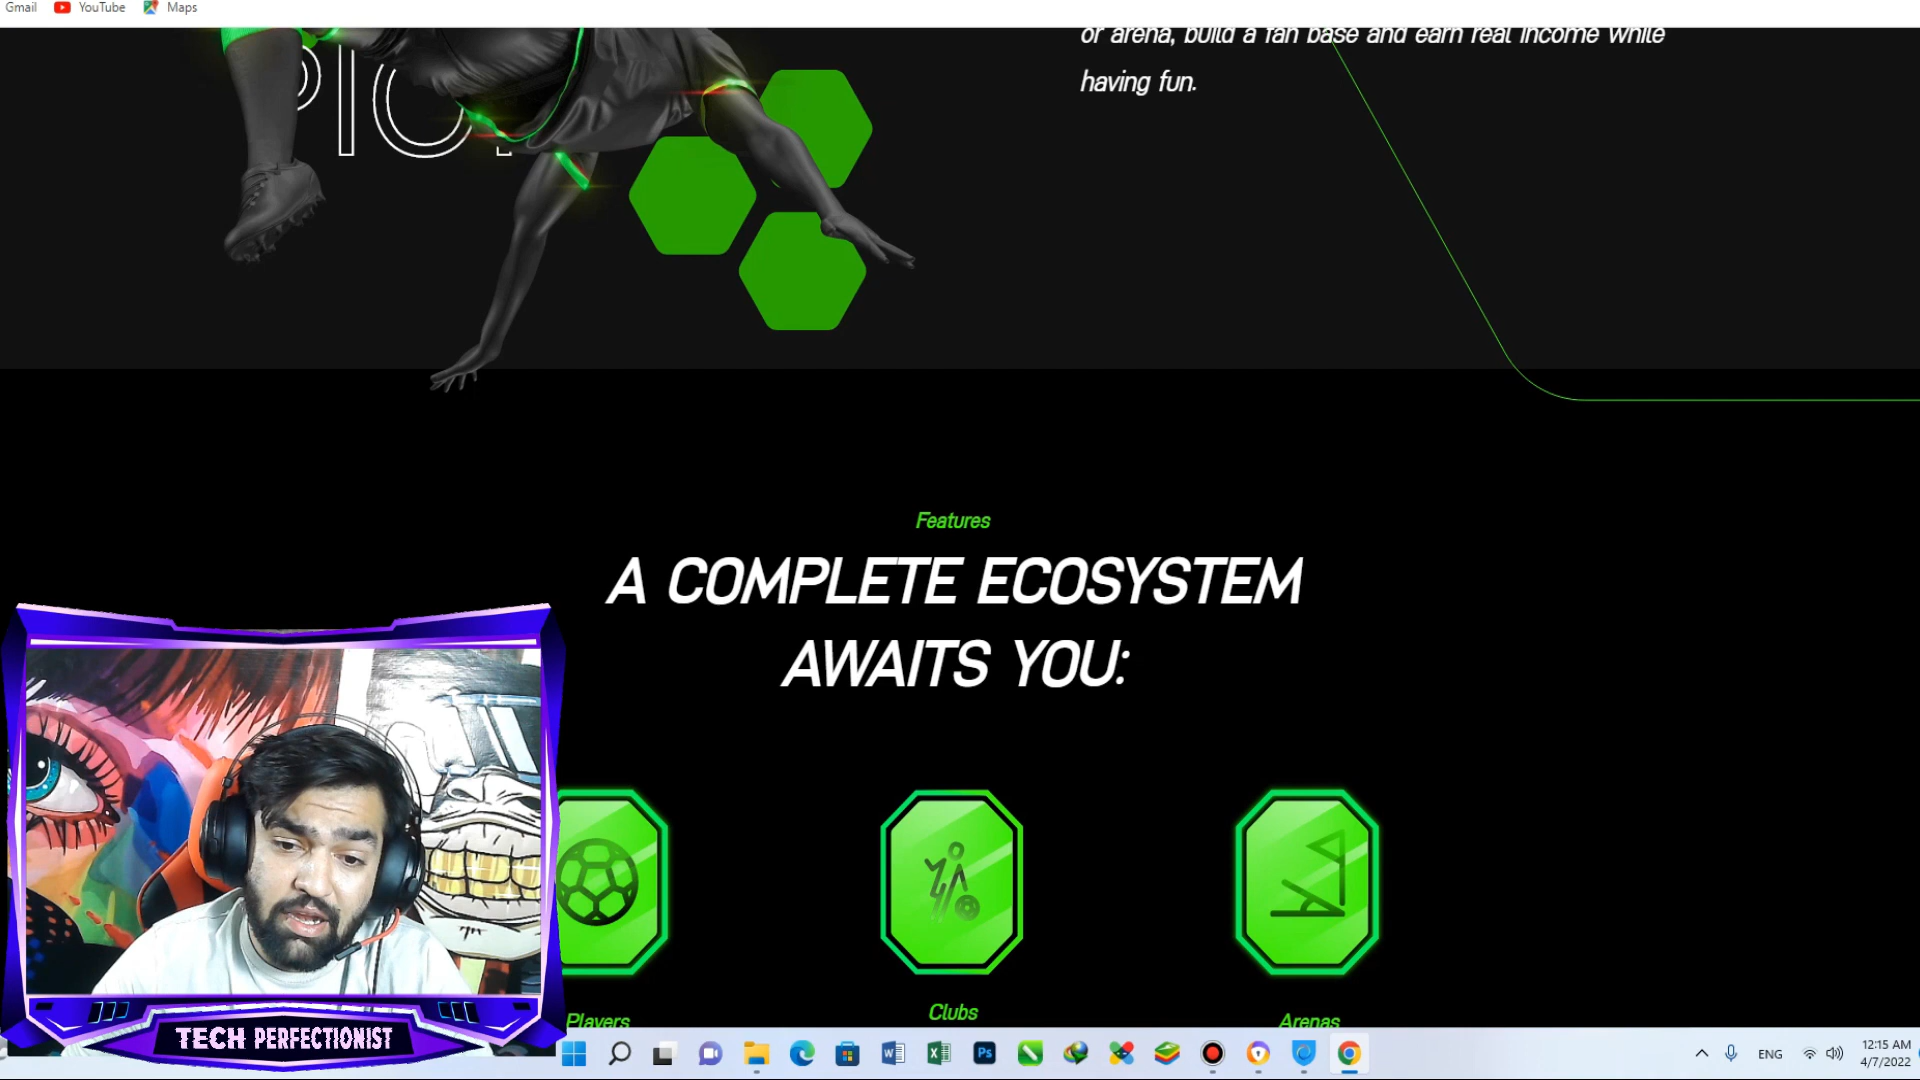 Gmail YouTube Maps
or arena, build a fan base and earn real income while
having fun.
Features
A COMPLETE ECOSYSTEM
AWAITS YOU:
Players
Clubs
Arenas
TECH PERFECTIONIST
ENG
12:15 AM
4/7/2022